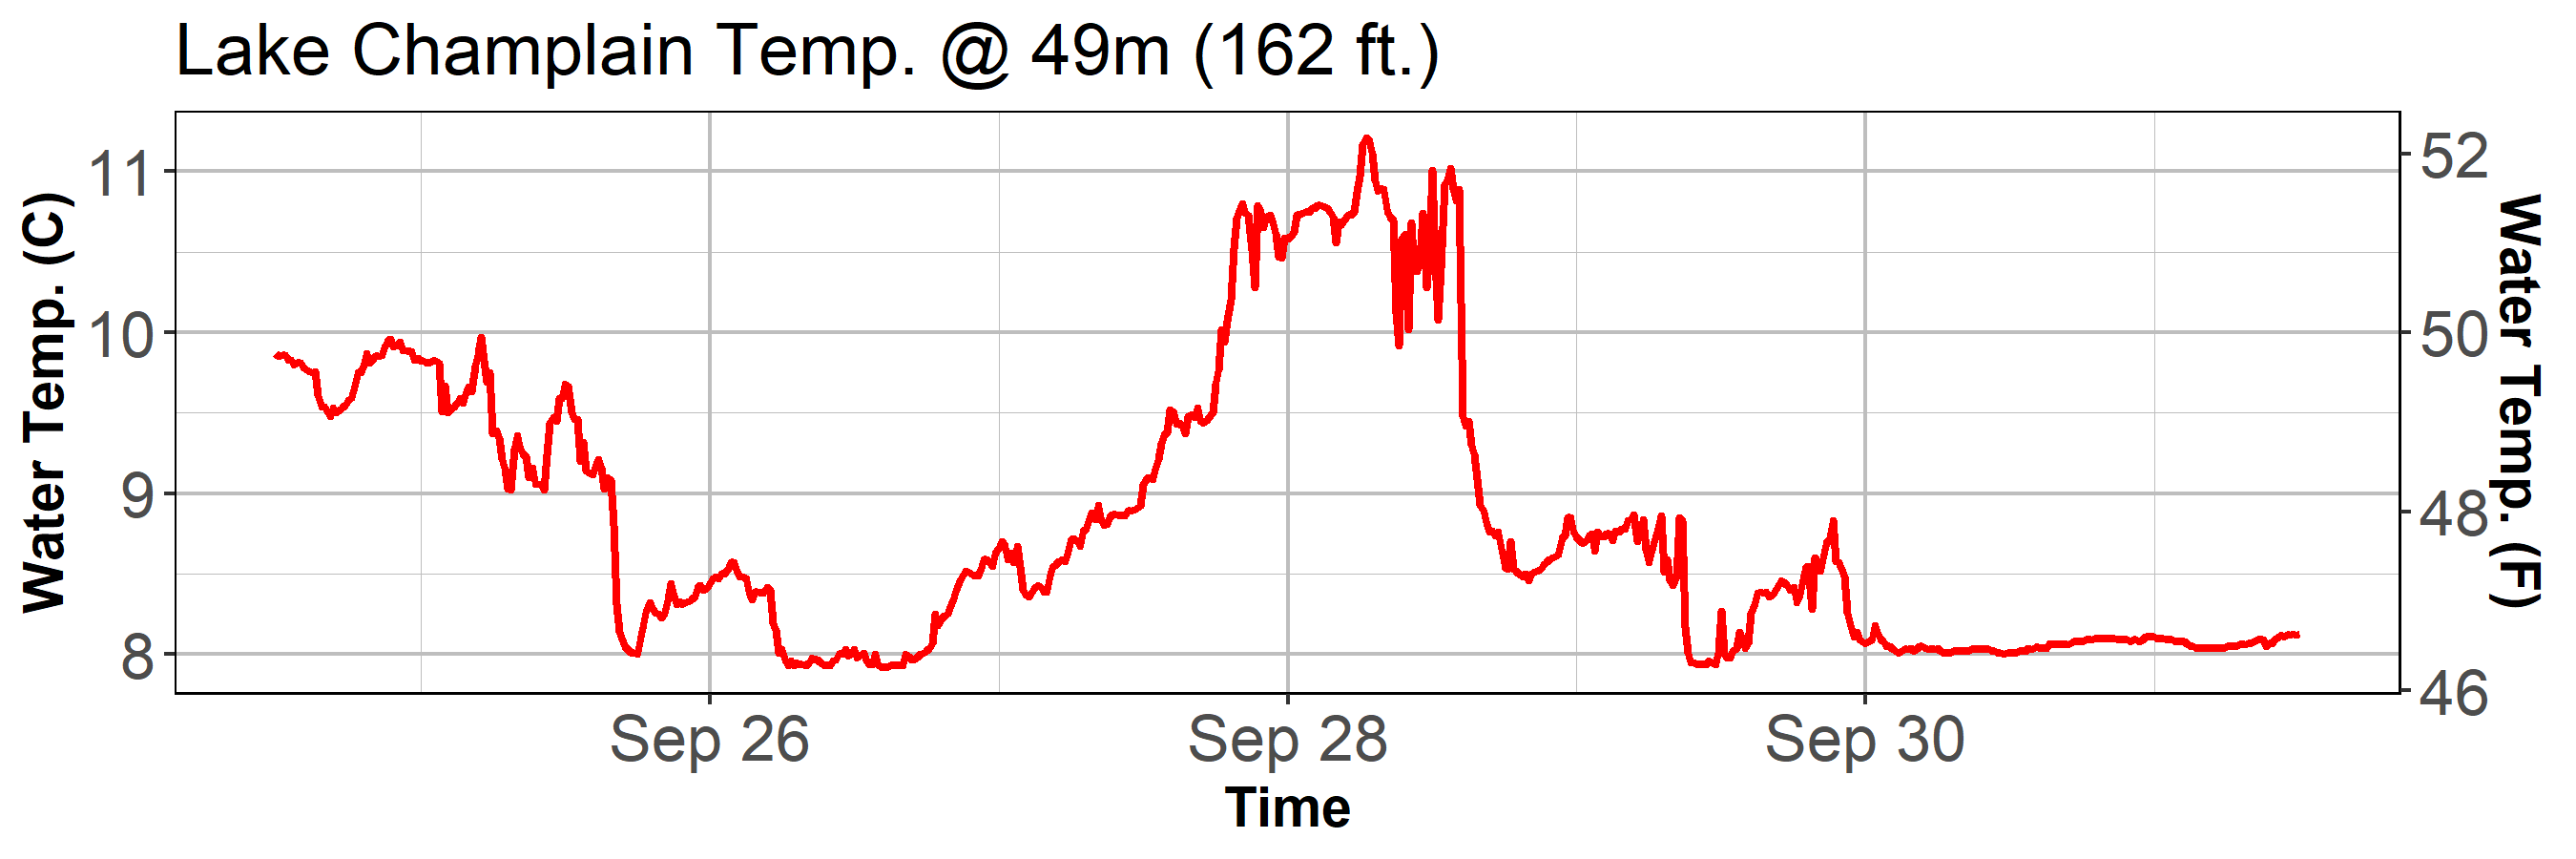 Lake Champlain Temp. @ 49m (162 ft.)
Water Temp. (C)
11
10
9
8
52
50
48
46
Water Temp. (F)
Sep 26
Sep 28
Sep 30
Time